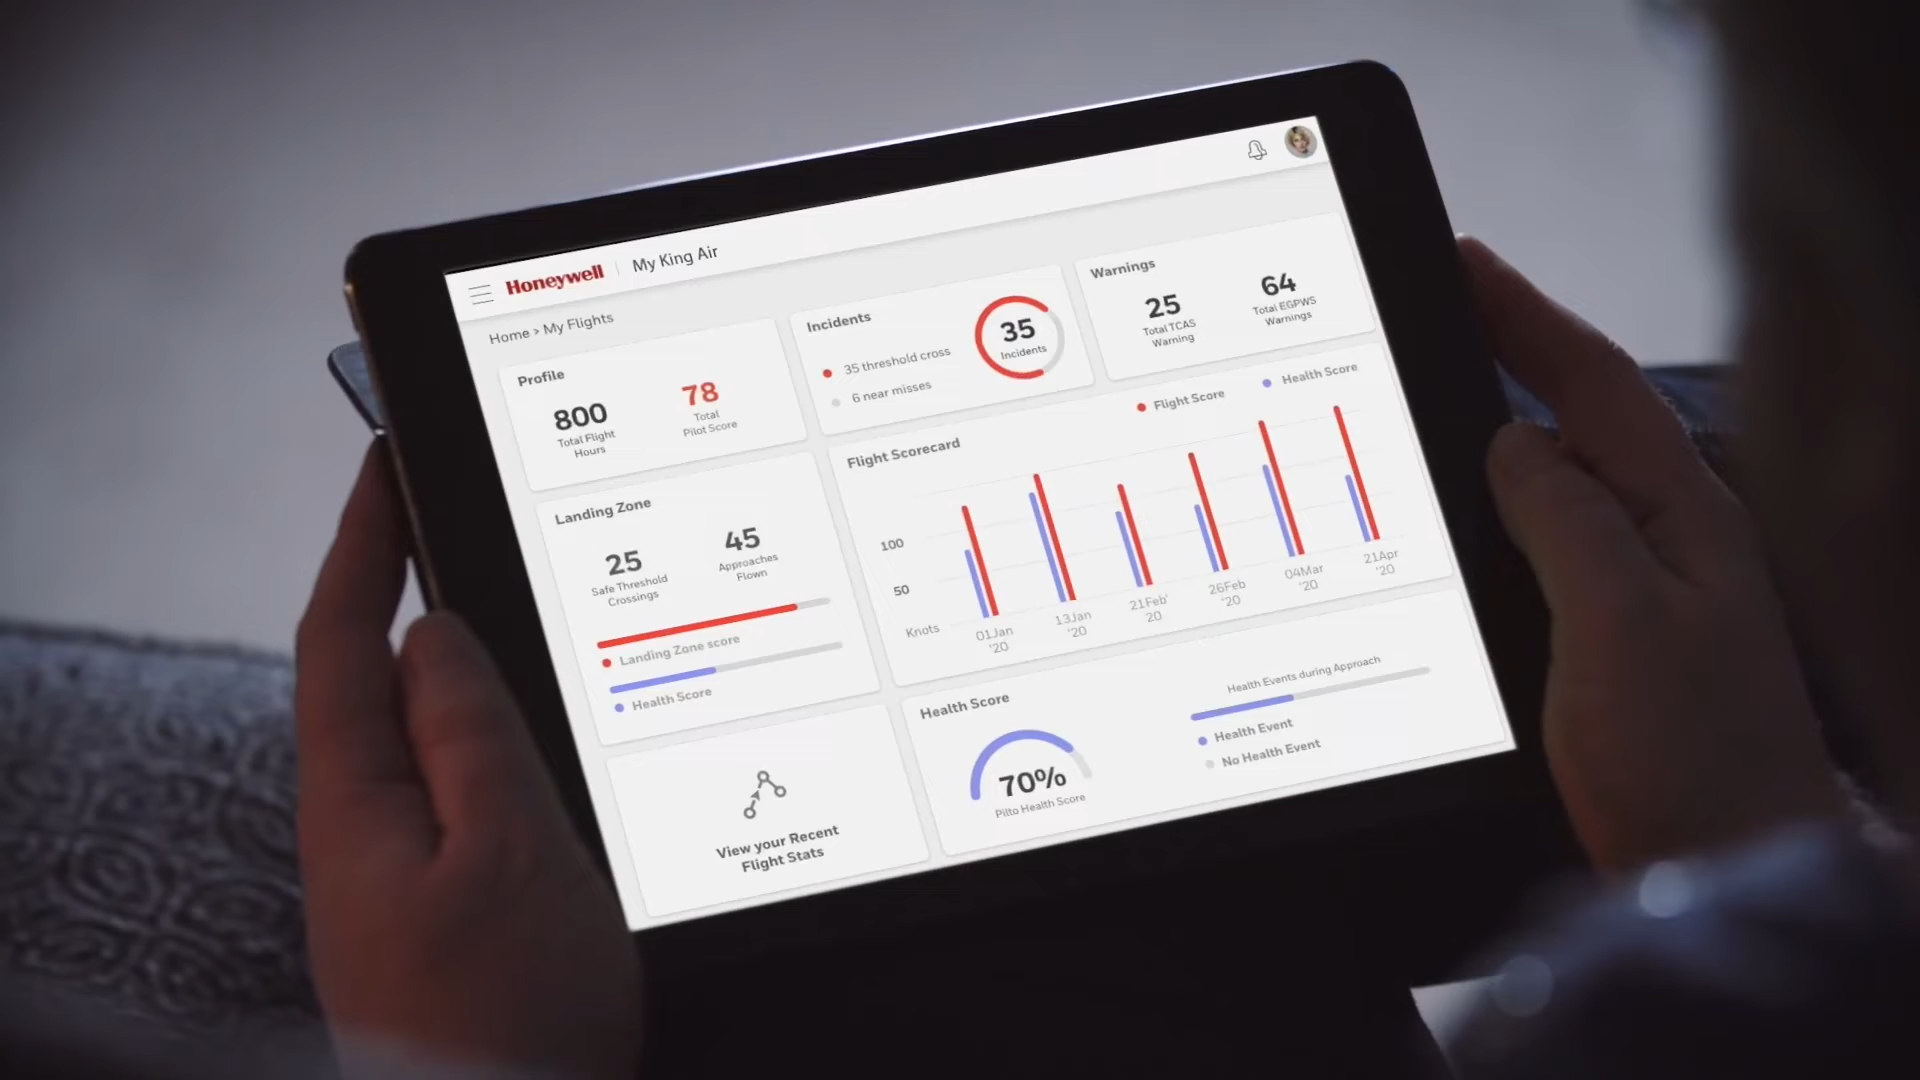 Honeywell
My King Air
Home > My Flights
Profile
800
Total Flight
Hours
78
Total
Pilot Score
Incidents
35 threshold cross
6 near misses
35
Incidents
Warnings
25
Total TCAS
Warning
64
Total EGPWS
Warnings
Landing Zone
25
Safe Threshold
Crossings
45
Approaches
Flown
Landing Zone score
Health Score
Flight Scorecard
Flight Score
Health Score
100
50
Knots
01Jan
'20
13Jan
'20
21Feb'
20
26Feb
'20
04Mar
'20
21Apr
'20
View your Recent
Flight Stats
Health Score
70%
Pilto Health Score
Health Events during Approach
Health Event
No Health Event